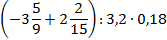 (-3 5/9 + 2 2/15) : 3,2 · 0,18